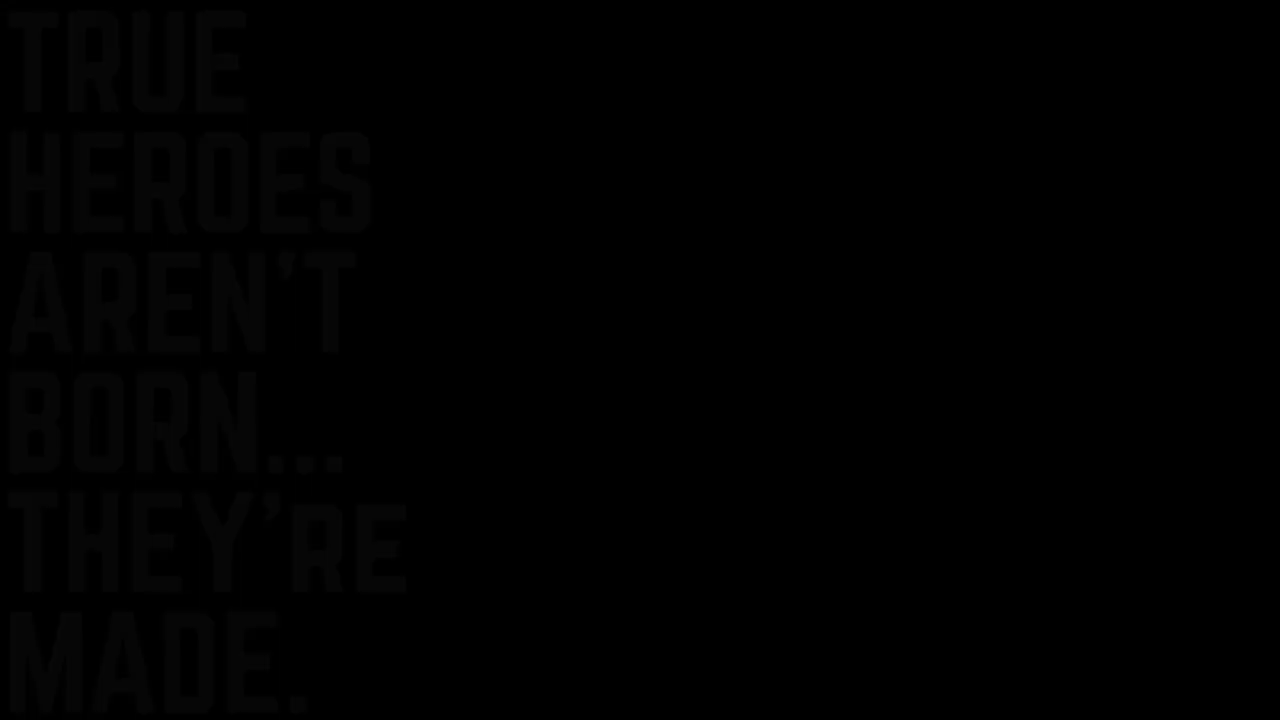 TRUE
HEROES
AREN’T
BORN...
THEY’RE
MADE.